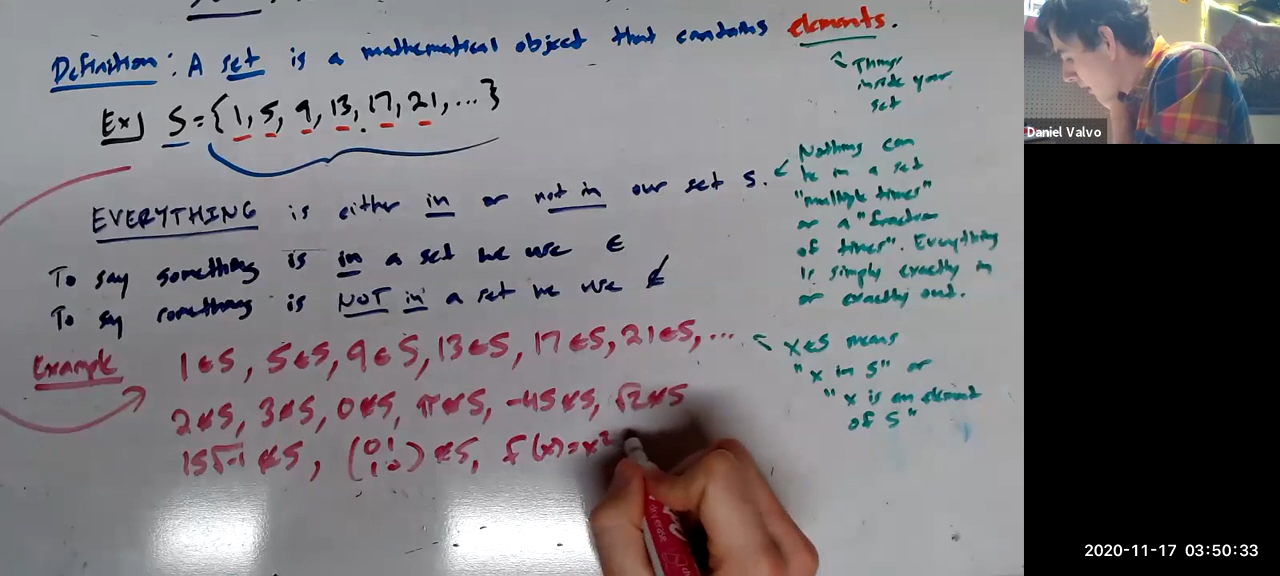 Definition: A set is a mathematical object that contains elements.
Things
inside your
set
Ex) S = {1, 5, 9, 13, 17, 21, ...}
EVERYTHING is either in or not in our set S.
Nothing can
be in a set
"multiple times"
or a "fraction
of times". Everything
is simply exactly in
or exactly out.
To say something is in a set we use ∈
To say something is NOT in a set we use ∉
Example 1∈S, 5∈S, 9∈S, 13∈S, 17∈S, 21∈S, ...
2∉S, 3∉S, 0∉S, π∉S, -45∉S, √2∉S
15√-1 ∉S, (0 1
1 0) ∉S, f(x)=x²
x∈S means
"x in S" or
"x is an element
of S"
Daniel Valvo
2020-11-17 03:50:33